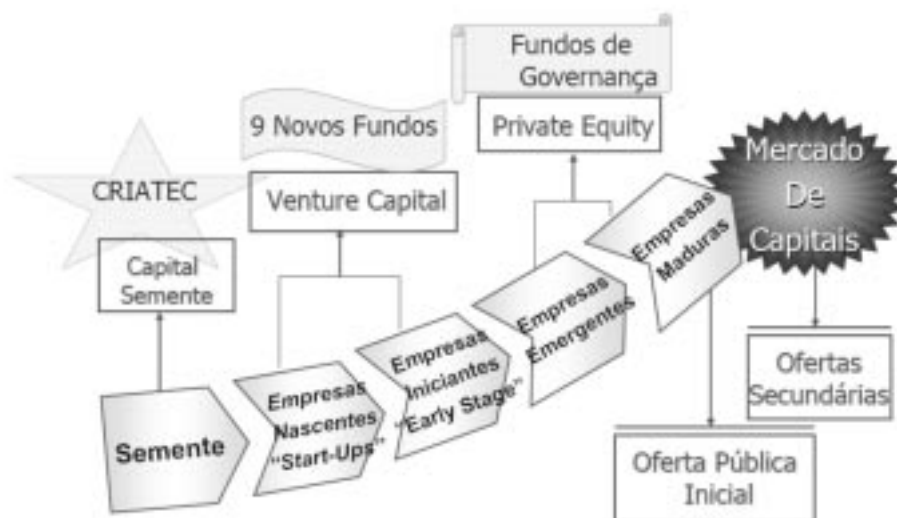 Fundos de
Governança
9 Novos Fundos
Private Equity
CRIATEC
Venture Capital
Capital
Semente
Mercado
De
Capitais
Empresas
Maduras
Empresas
Emergentes
Empresas
Iniciantes
"Early Stage"
Empresas
Nascentes
"Start-Ups"
Semente
Ofertas
Secundárias
Oferta Pública
Inicial